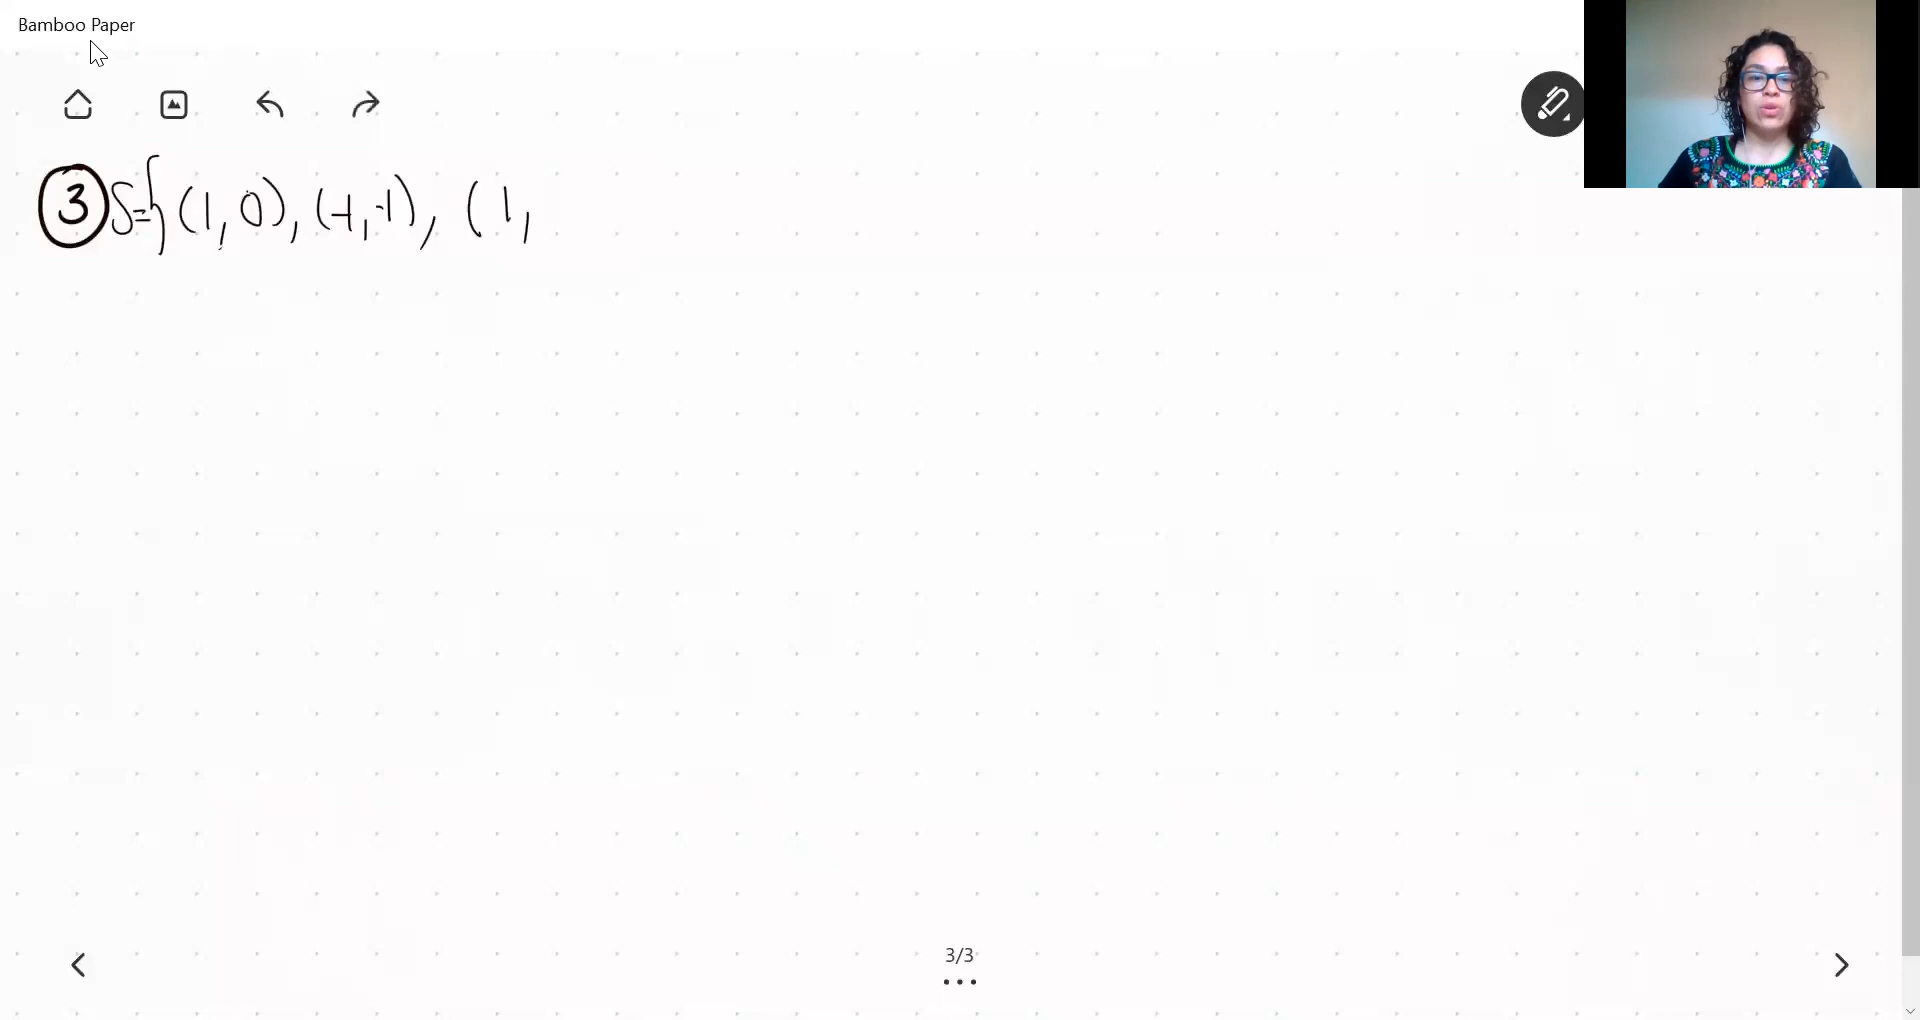 Bamboo Paper
③ S={(1, 0), (-1, -1), (1,
3/3